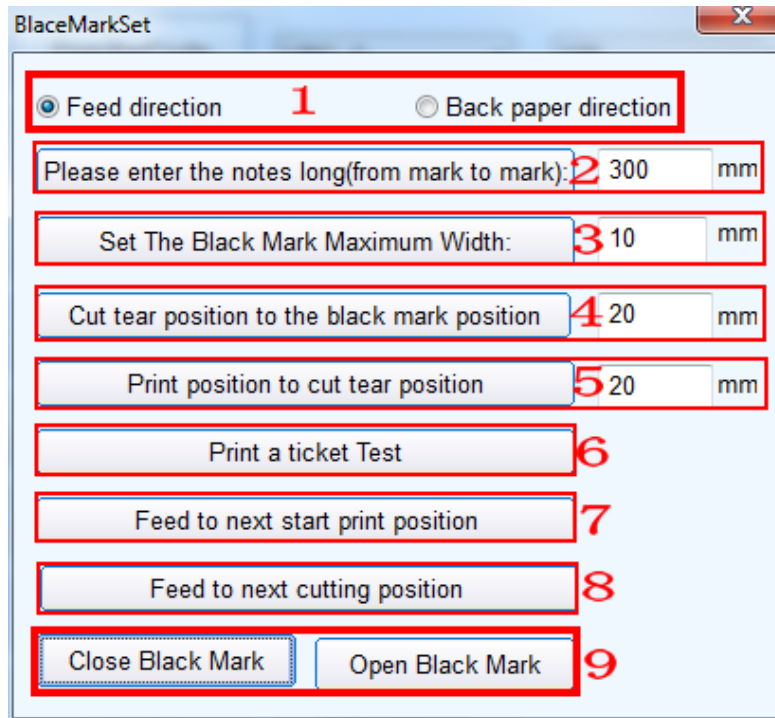 BlaceMarkSet
x
Feed direction 1 Back paper direction
Please enter the notes long(from mark to mark): 2 300 mm
Set The Black Mark Maximum Width: 3 10 mm
Cut tear position to the black mark position 4 20 mm
Print position to cut tear position 5 20 mm
Print a ticket Test 6
Feed to next start print position 7
Feed to next cutting position 8
Close Black Mark Open Black Mark 9